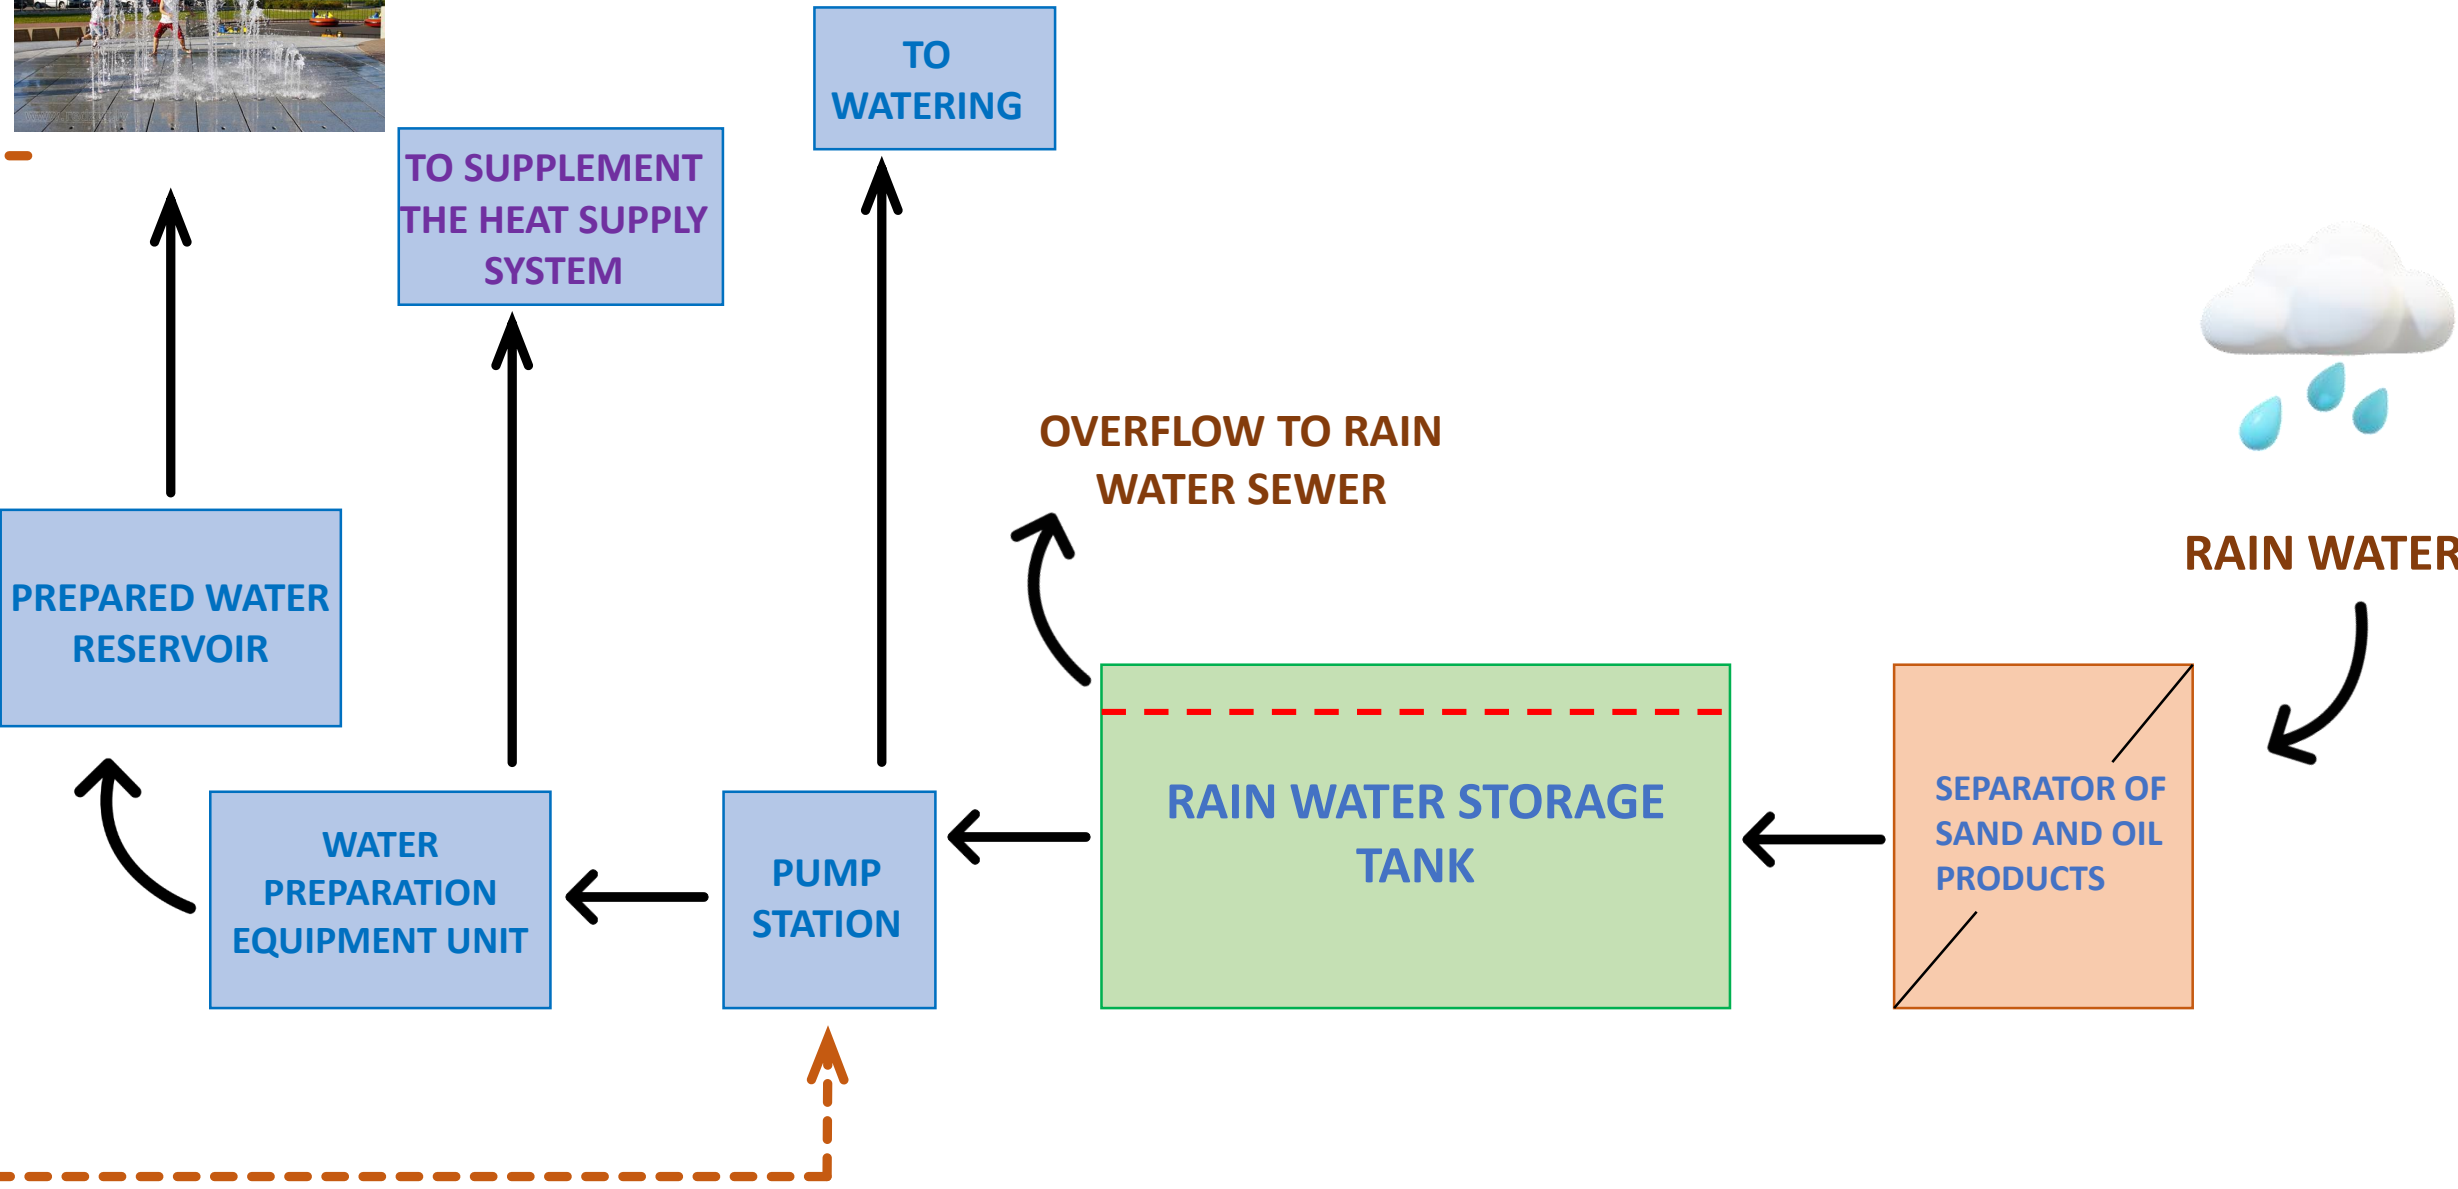 TO
WATERING
TO SUPPLEMENT
THE HEAT SUPPLY
SYSTEM
OVERFLOW TO RAIN
WATER SEWER
RAIN WATER
PREPARED WATER
RESERVOIR
RAIN WATER STORAGE
TANK
SEPARATOR OF
SAND AND OIL
PRODUCTS
WATER
PREPARATION
EQUIPMENT UNIT
PUMP
STATION